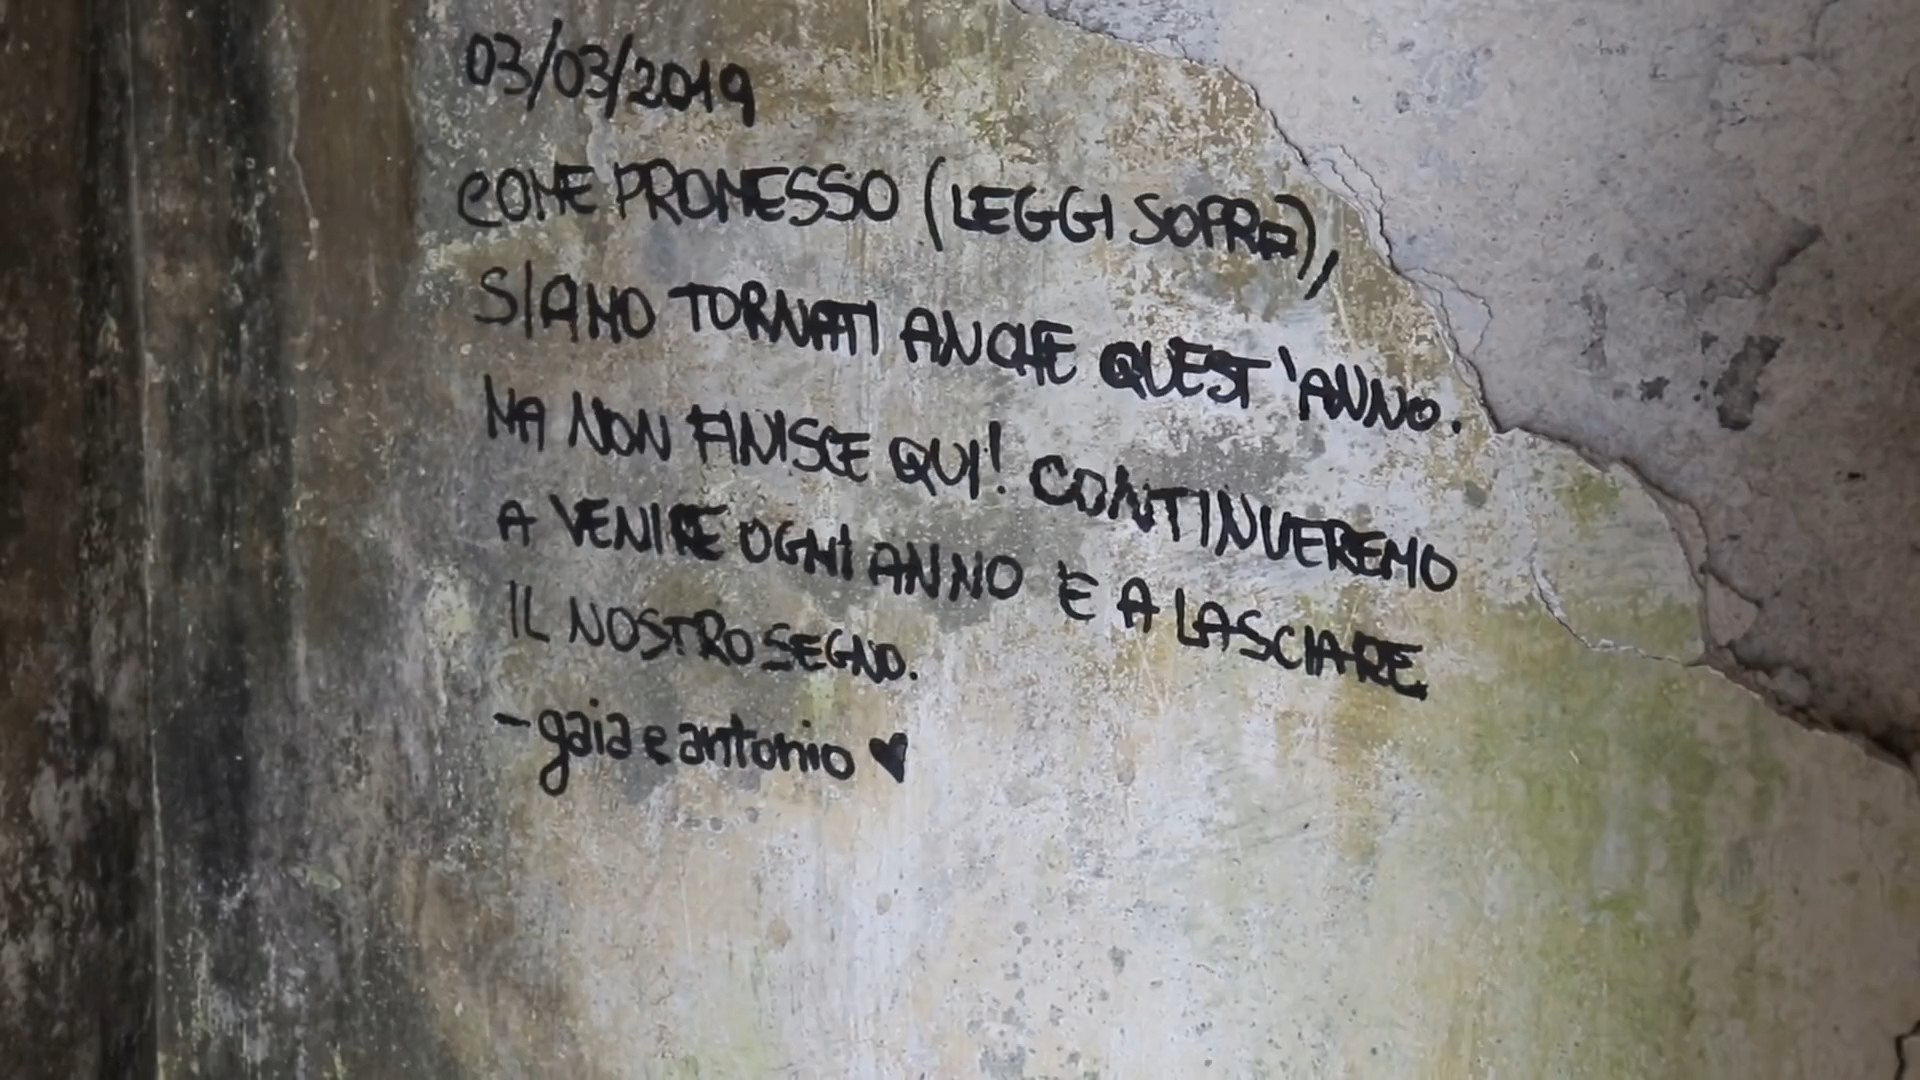 03/03/2019
COME PROMESSO (LEGGI SOPRA),
SIAMO TORNATI ANCHE QUEST'ANNO.
MA NON FINISCE QUI! CONTINUEREMO
A VENIRE OGNI ANNO E A LASCIARE
IL NOSTRO SEGNO.
- gaia e antonio ♥